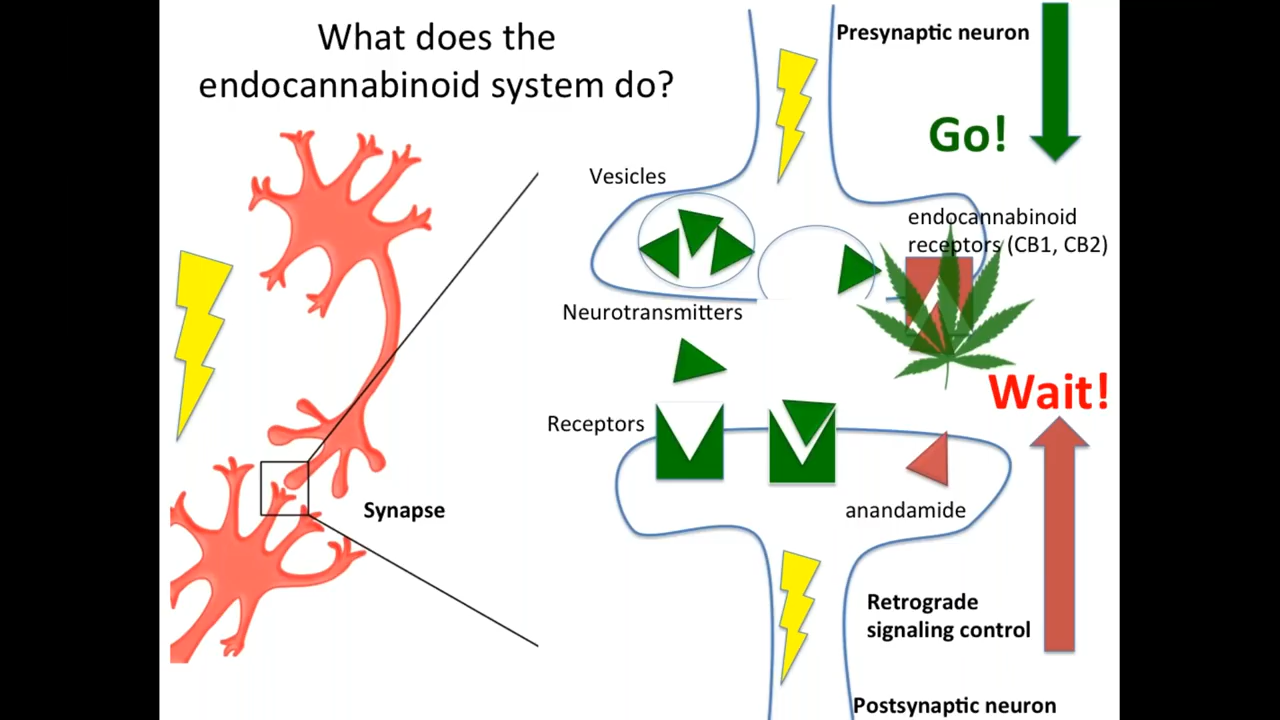 What does the
endocannabinoid system do?
Presynaptic neuron
Go!
Vesicles
endocannabinoid
receptors (CB1, CB2)
Neurotransmitters
Wait!
Receptors
Synapse
anandamide
Retrograde
signaling control
Postsynaptic neuron